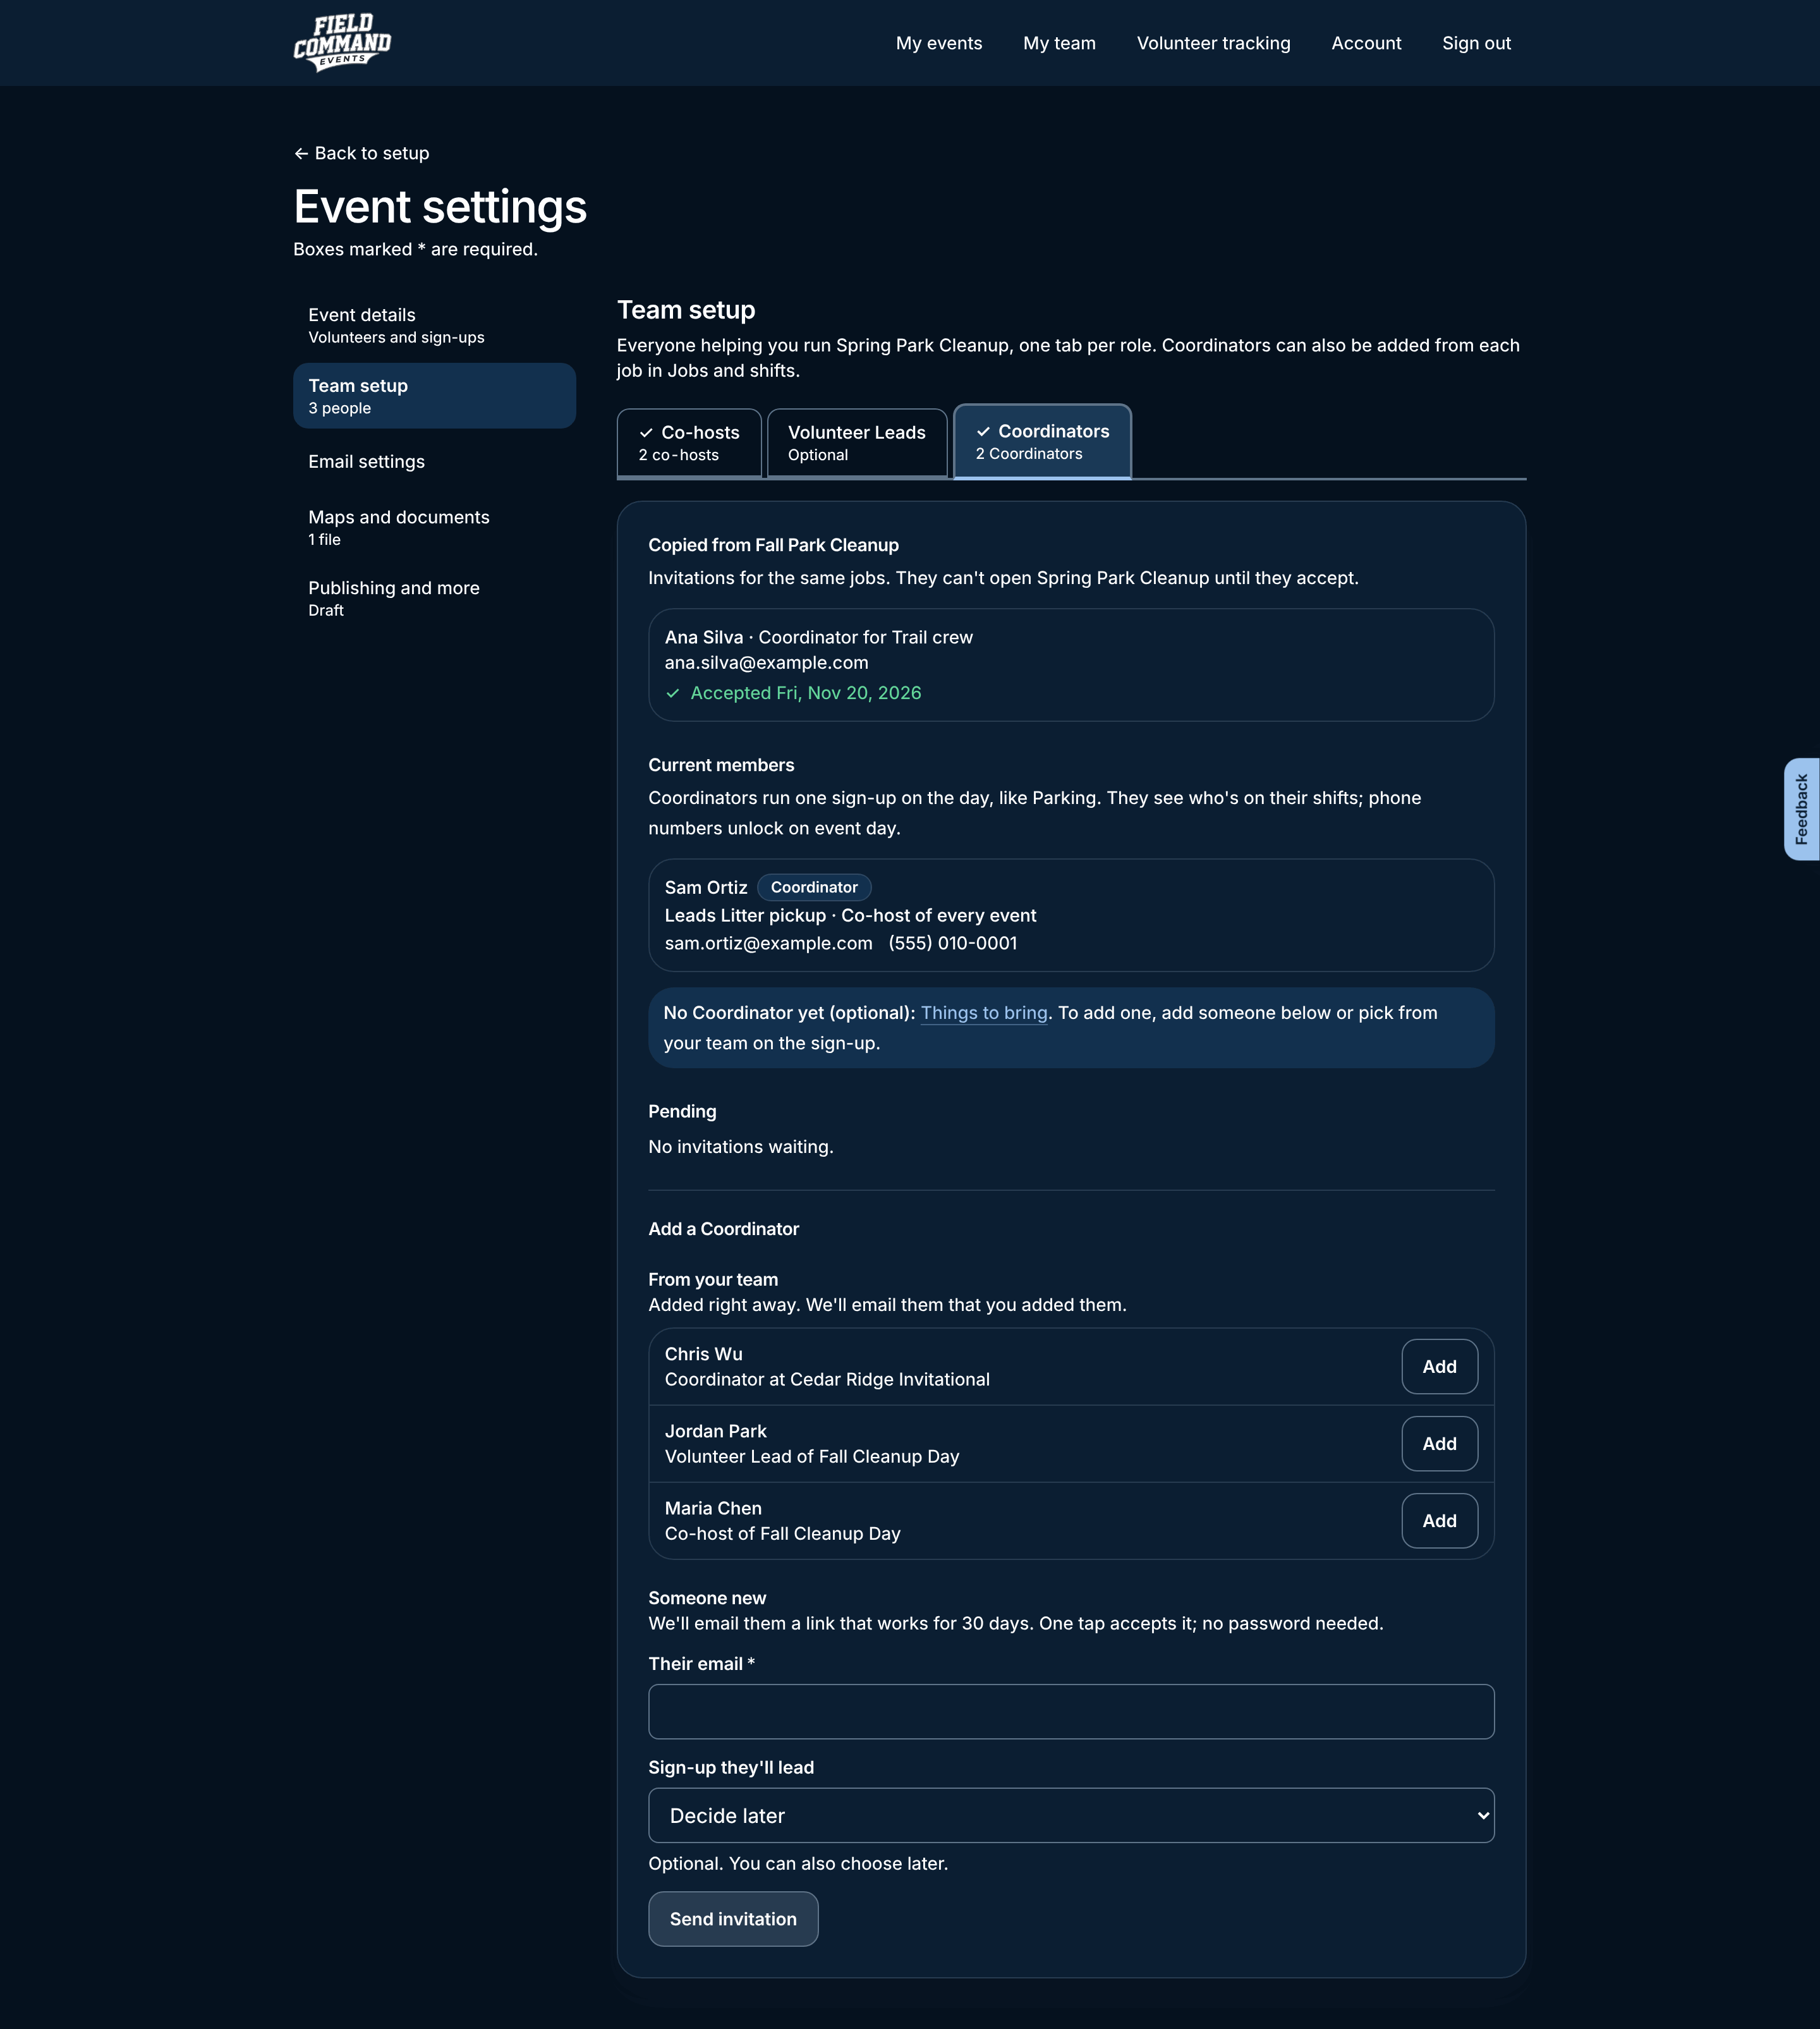 FIELD
COMMAND
EVENTS
My events
My team
Volunteer tracking
Account
Sign out
← Back to setup
Event settings
Boxes marked * are required.
Event details
Volunteers and sign-ups
Team setup
3 people
Email settings
Maps and documents
1 file
Publishing and more
Draft
Team setup
Everyone helping you run Spring Park Cleanup, one tab per role. Coordinators can also be added from each
job in Jobs and shifts.
✓ Co-hosts
2 co-hosts
Volunteer Leads
Optional
✓ Coordinators
2 Coordinators
Copied from Fall Park Cleanup
Invitations for the same jobs. They can't open Spring Park Cleanup until they accept.
Ana Silva · Coordinator for Trail crew
ana.silva@example.com
✓ Accepted Fri, Nov 20, 2026
Current members
Coordinators run one sign-up on the day, like Parking. They see who's on their shifts; phone
numbers unlock on event day.
Sam Ortiz Coordinator
Leads Litter pickup · Co-host of every event
sam.ortiz@example.com (555) 010-0001
No Coordinator yet (optional): Things to bring. To add one, add someone below or pick from
your team on the sign-up.
Pending
No invitations waiting.
Add a Coordinator
From your team
Added right away. We'll email them that you added them.
Chris Wu
Coordinator at Cedar Ridge Invitational
Add
Jordan Park
Volunteer Lead of Fall Cleanup Day
Add
Maria Chen
Co-host of Fall Cleanup Day
Add
Someone new
We'll email them a link that works for 30 days. One tap accepts it; no password needed.
Their email *
Sign-up they'll lead
Decide later
Optional. You can also choose later.
Send invitation
Feedback